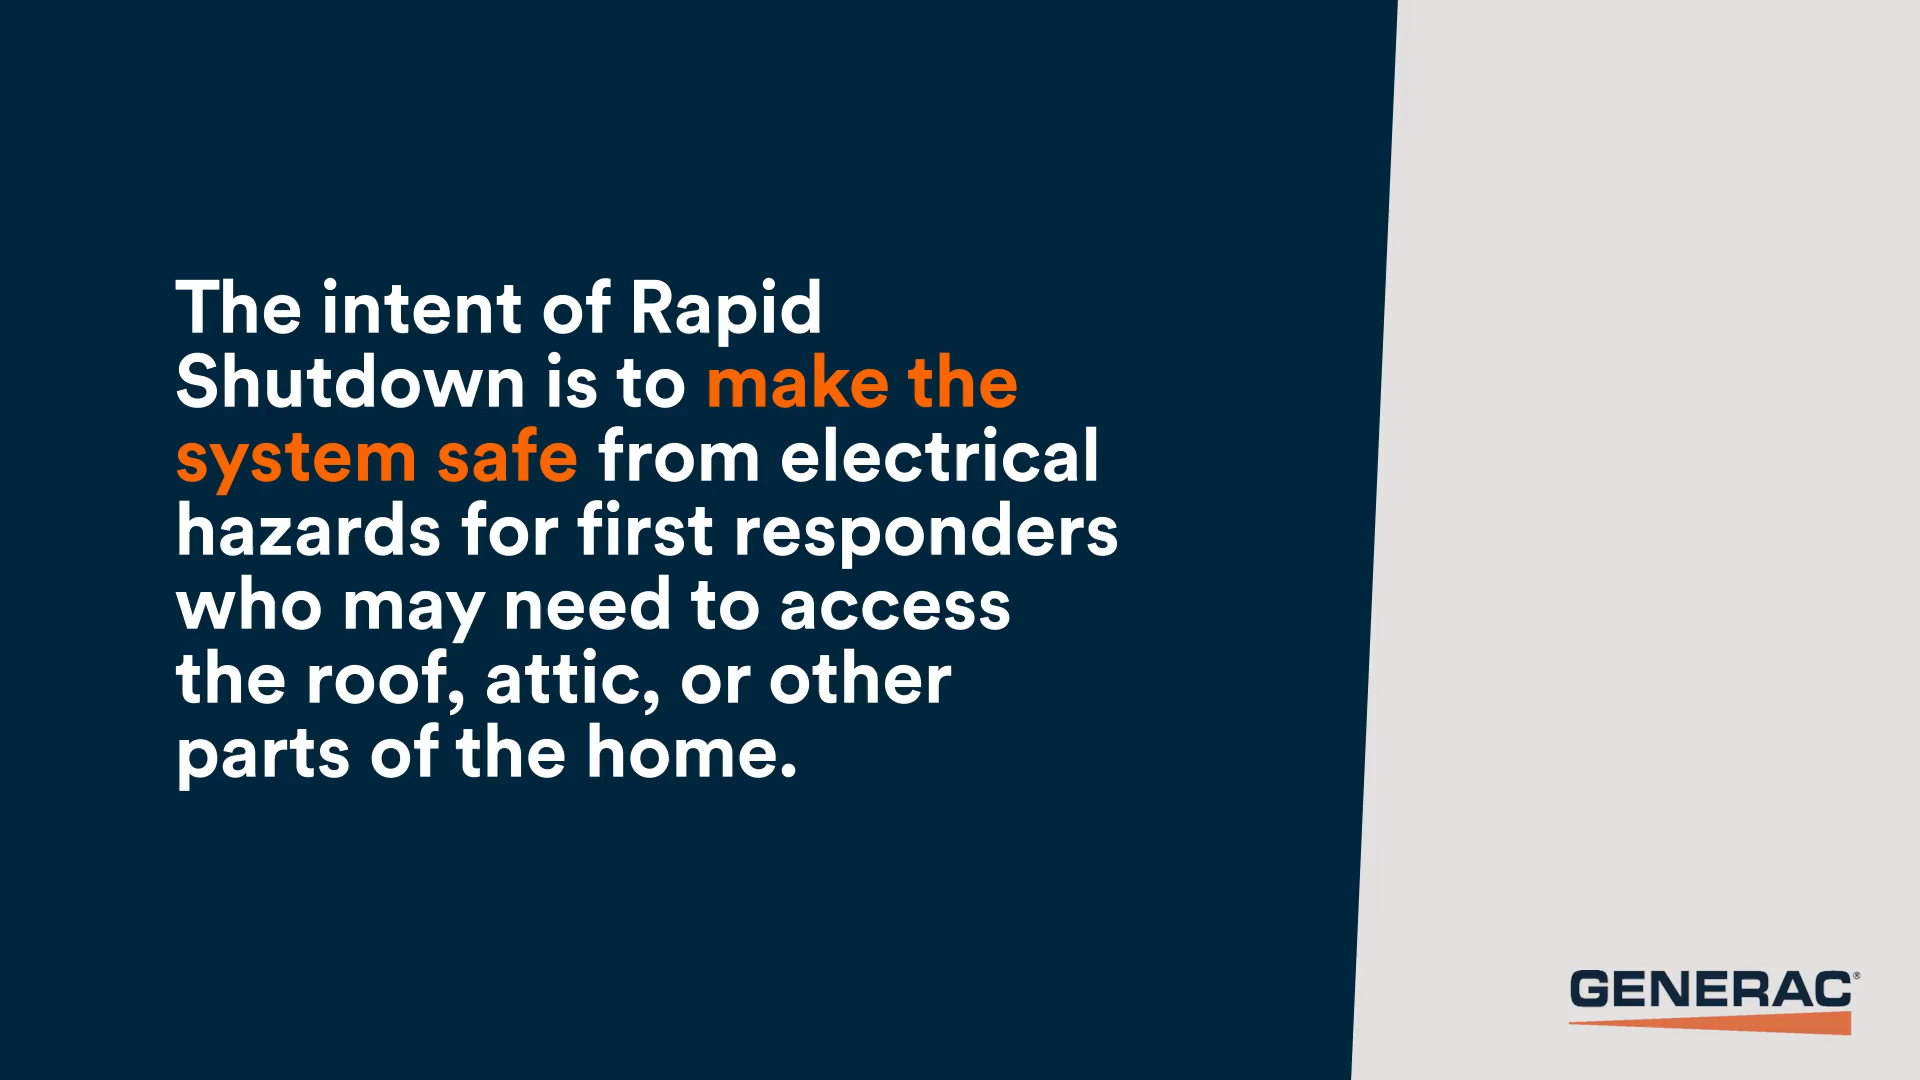 The intent of Rapid
Shutdown is to make the
system safe from electrical
hazards for first responders
who may need to access
the roof, attic, or other
parts of the home.
GENERAC®